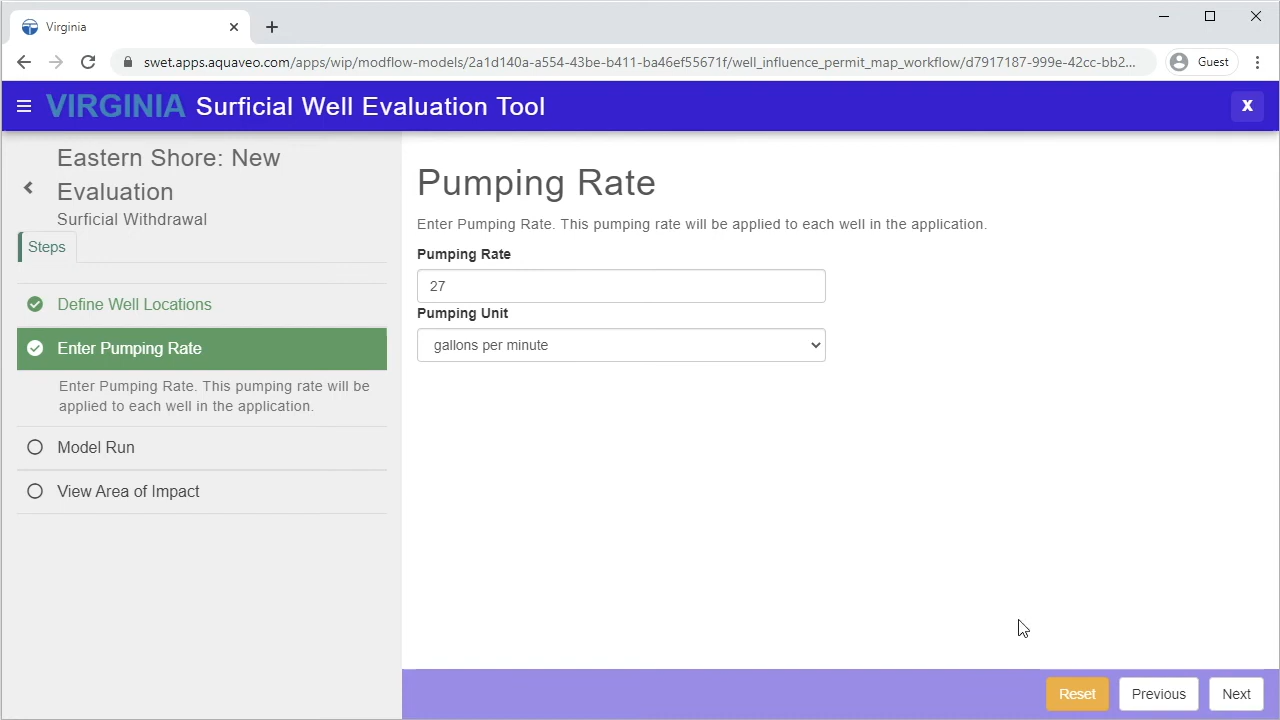 Virginia
swet.apps.aquaveo.com/apps/wip/modflow-models/2a1d140a-a554-43be-b411-ba46ef55671f/well_influence_permit_map_workflow/d7917187-999e-42cc-bb2...
Guest
VIRGINIA Surficial Well Evaluation Tool
X
Eastern Shore: New
Evaluation
Surficial Withdrawal
Steps
Define Well Locations
Enter Pumping Rate
Enter Pumping Rate. This pumping rate will be
applied to each well in the application.
Model Run
View Area of Impact
Pumping Rate
Enter Pumping Rate. This pumping rate will be applied to each well in the application.
Pumping Rate
27
Pumping Unit
gallons per minute
Reset
Previous
Next